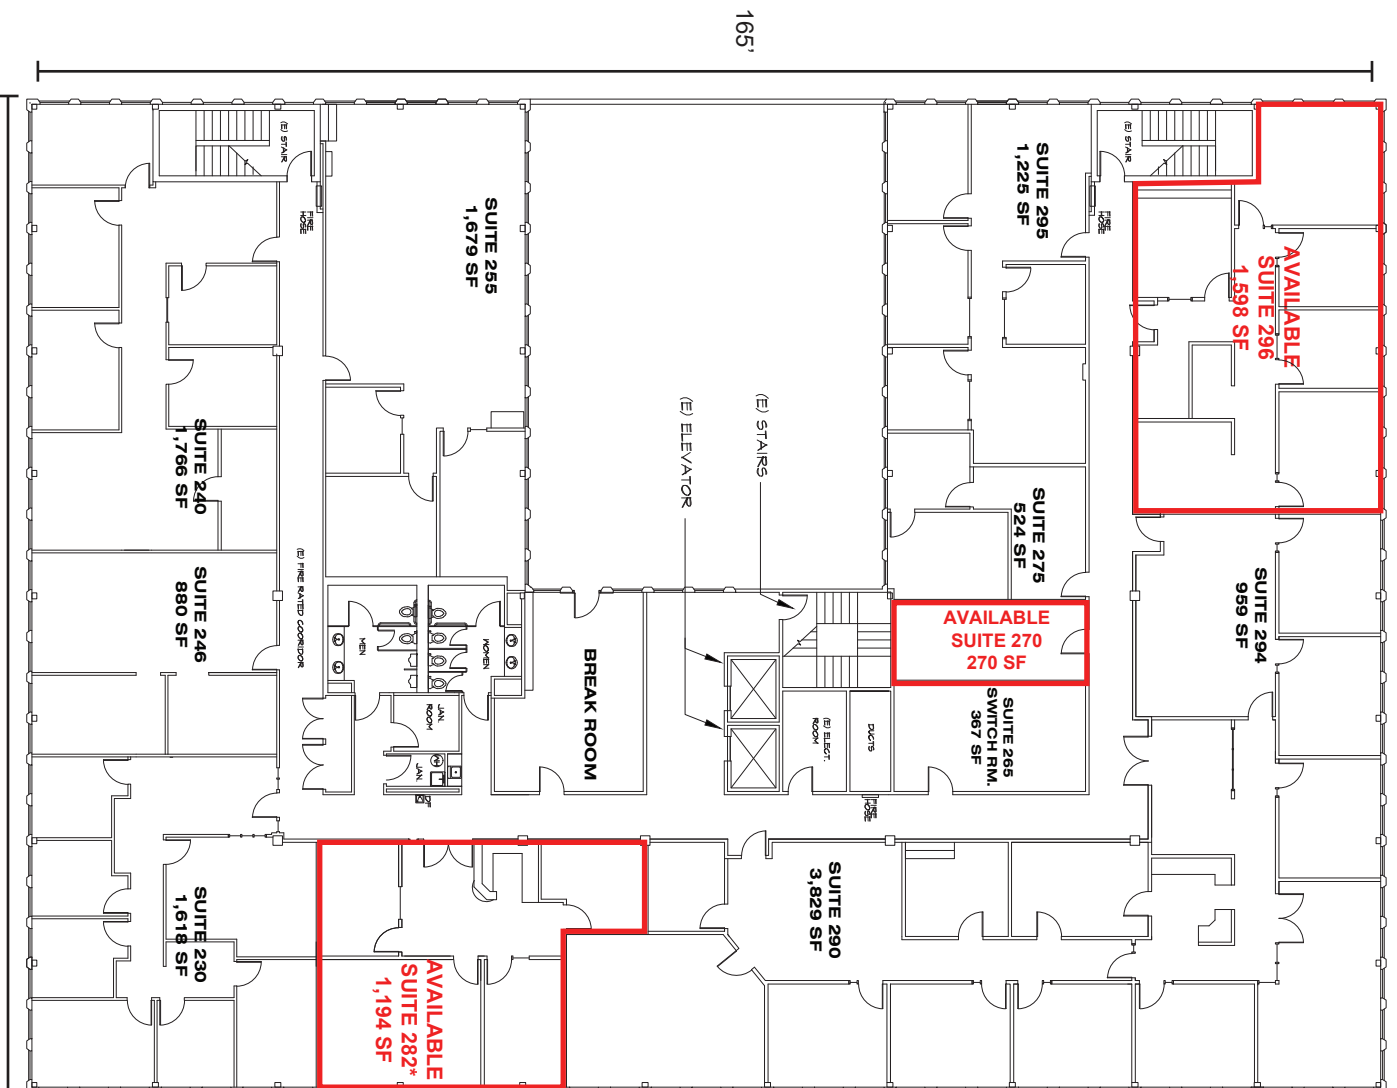 165'
(E) STAIR
FIRE
HOSE
SUITE 255
1,679 SF
SUITE 295
1,225 SF
(E) STAIR
FIRE
HOSE
AVAILABLE
SUITE 296
1,598 SF
SUITE 240
1,766 SF
(E) ELEVATOR
(E) STAIRS
SUITE 275
524 SF
SUITE 246
880 SF
(E) FIRE RATED COORIDOR
MEN
WOMEN
BREAK ROOM
AVAILABLE
SUITE 270
270 SF
SUITE 294
959 SF
JAN.
ROOM
JAN.
DF
(E) ELECT.
ROOM
DUCTS
FIRE
HOSE
SUITE 265
SWITCH RM.
367 SF
SUITE 230
1,618 SF
AVAILABLE
SUITE 282*
1,194 SF
SUITE 290
3,829 SF